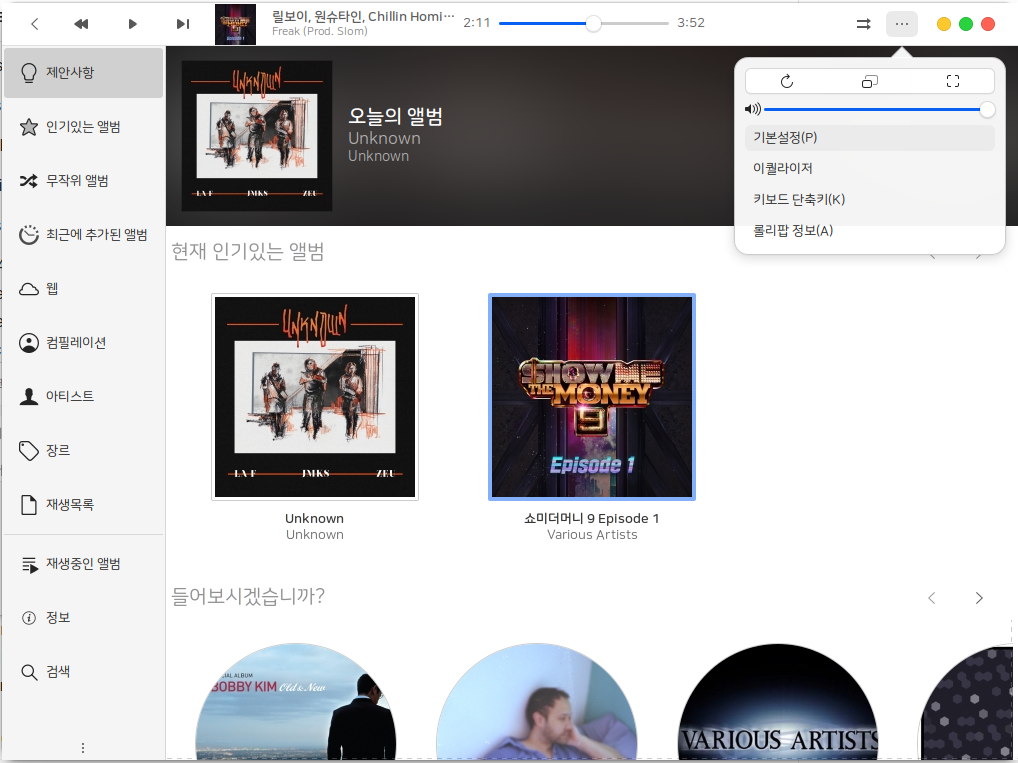 릴보이, 원슈타인, Chillin Homi···
Freak (Prod. Slom)
2:11
3:52
제안사항
인기있는 앨범
무작위 앨범
최근에 추가된 앨범
웹
컴필레이션
아티스트
장르
재생목록
재생중인 앨범
정보
검색
UNKNOWN
LA F
JMKS
ZEU
오늘의 앨범
Unknown
Unknown
기본설정(P)
이퀄라이저
키보드 단축키(K)
롤리팝 정보(A)
현재 인기있는 앨범
UNKNOWN
LA F
JMKS
ZEU
Unknown
Unknown
SHOW ME
THE MONEY
9
Episode 1
쇼미더머니 9 Episode 1
Various Artists
들어보시겠습니까?
IAL ALBUM
BOBBY KIM Old & New
VARIOUS ARTISTS